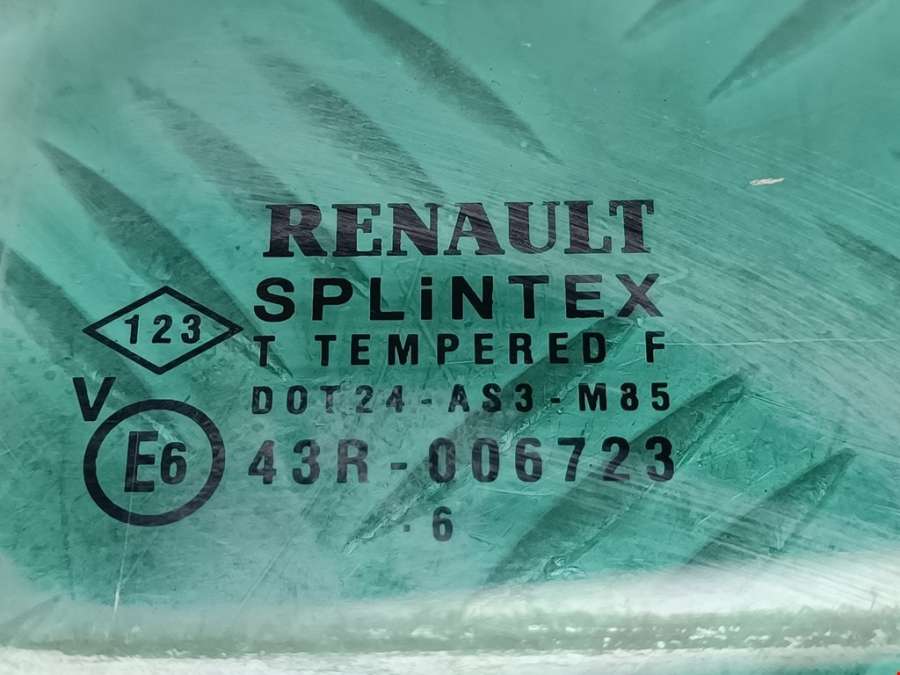 RENAULT
SPLiNTEX
123
T TEMPERED F
V
DOT24-AS3-M85
E6
43R-006723
. 6